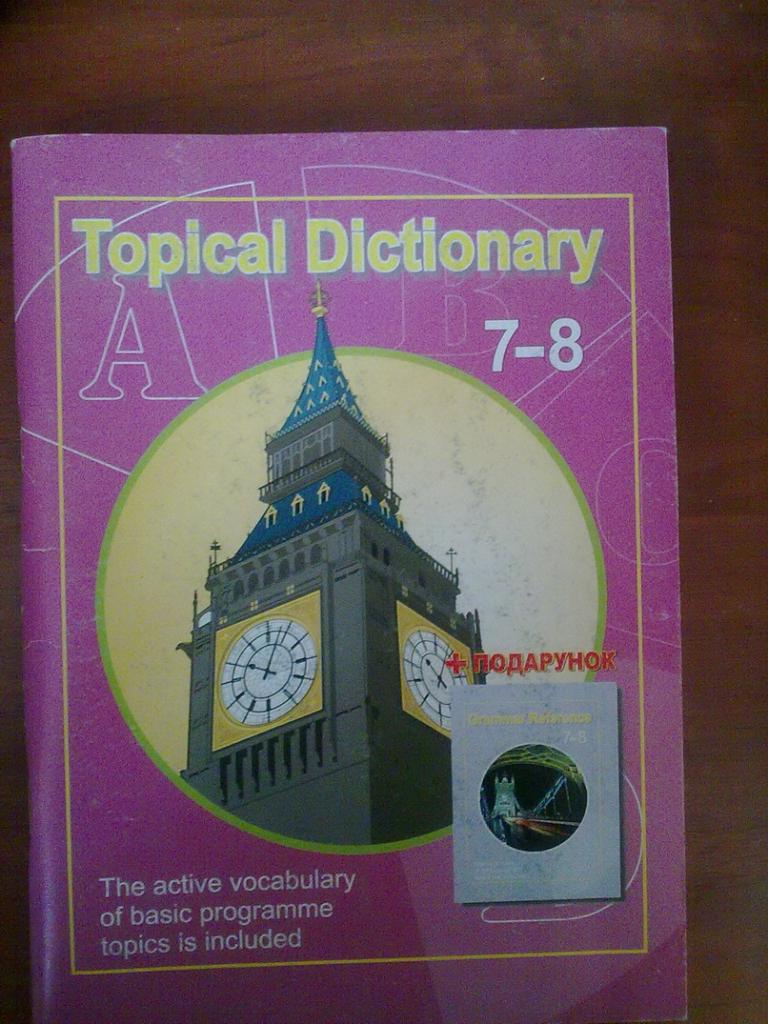 Topical Dictionary
A
B
C
7-8
+ ПОДАРУНОК
Grammar Reference
7-8
The active vocabulary
of basic programme
topics is included